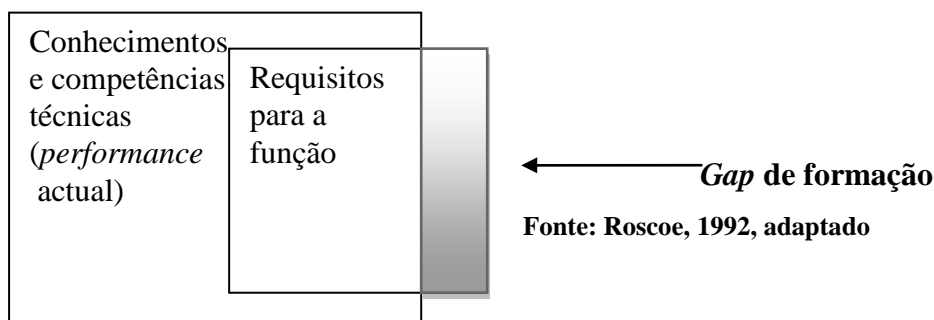 Conhecimentos
e competências
técnicas
(performance
actual)
Requisitos
para a
função
Gap de formação
Fonte: Roscoe, 1992, adaptado